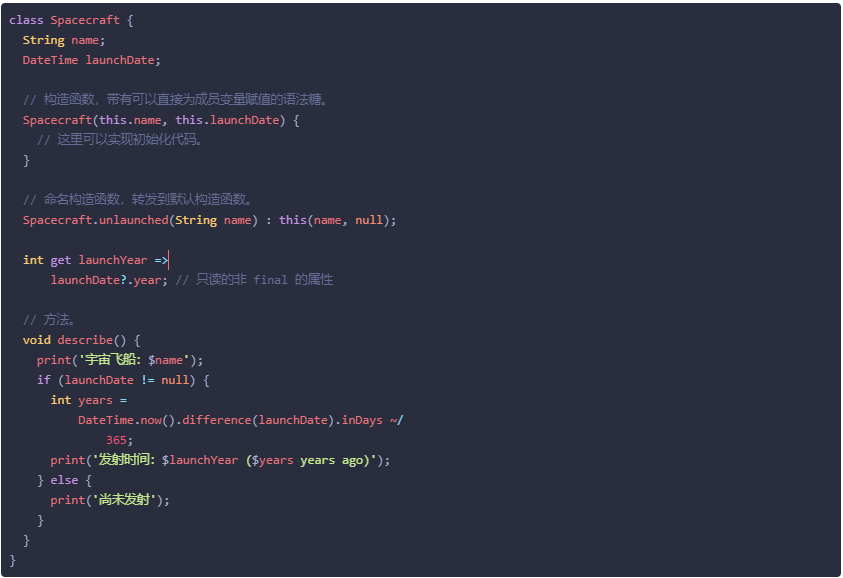 class Spacecraft {
  String name;
  DateTime launchDate;
  // 构造函数，带有可以直接为成员变量赋值的语法糖。
  Spacecraft(this.name, this.launchDate) {
    // 这里可以实现初始化代码。
  }
  // 命名构造函数，转发到默认构造函数。
  Spacecraft.unlaunched(String name) : this(name, null);
  int get launchYear =>
      launchDate?.year; // 只读的非 final 的属性
  // 方法。
  void describe() {
    print('宇宙飞船: $name');
    if (launchDate != null) {
      int years =
          DateTime.now().difference(launchDate).inDays ~/
              365;
      print('发射时间: $launchYear ($years years ago)');
    } else {
      print('尚未发射');
    }
  }
}